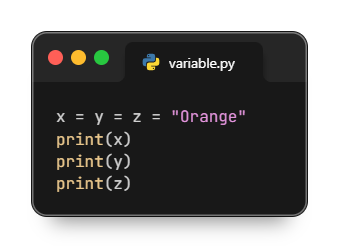 variable.py
x = y = z = "Orange"
print(x)
print(y)
print(z)